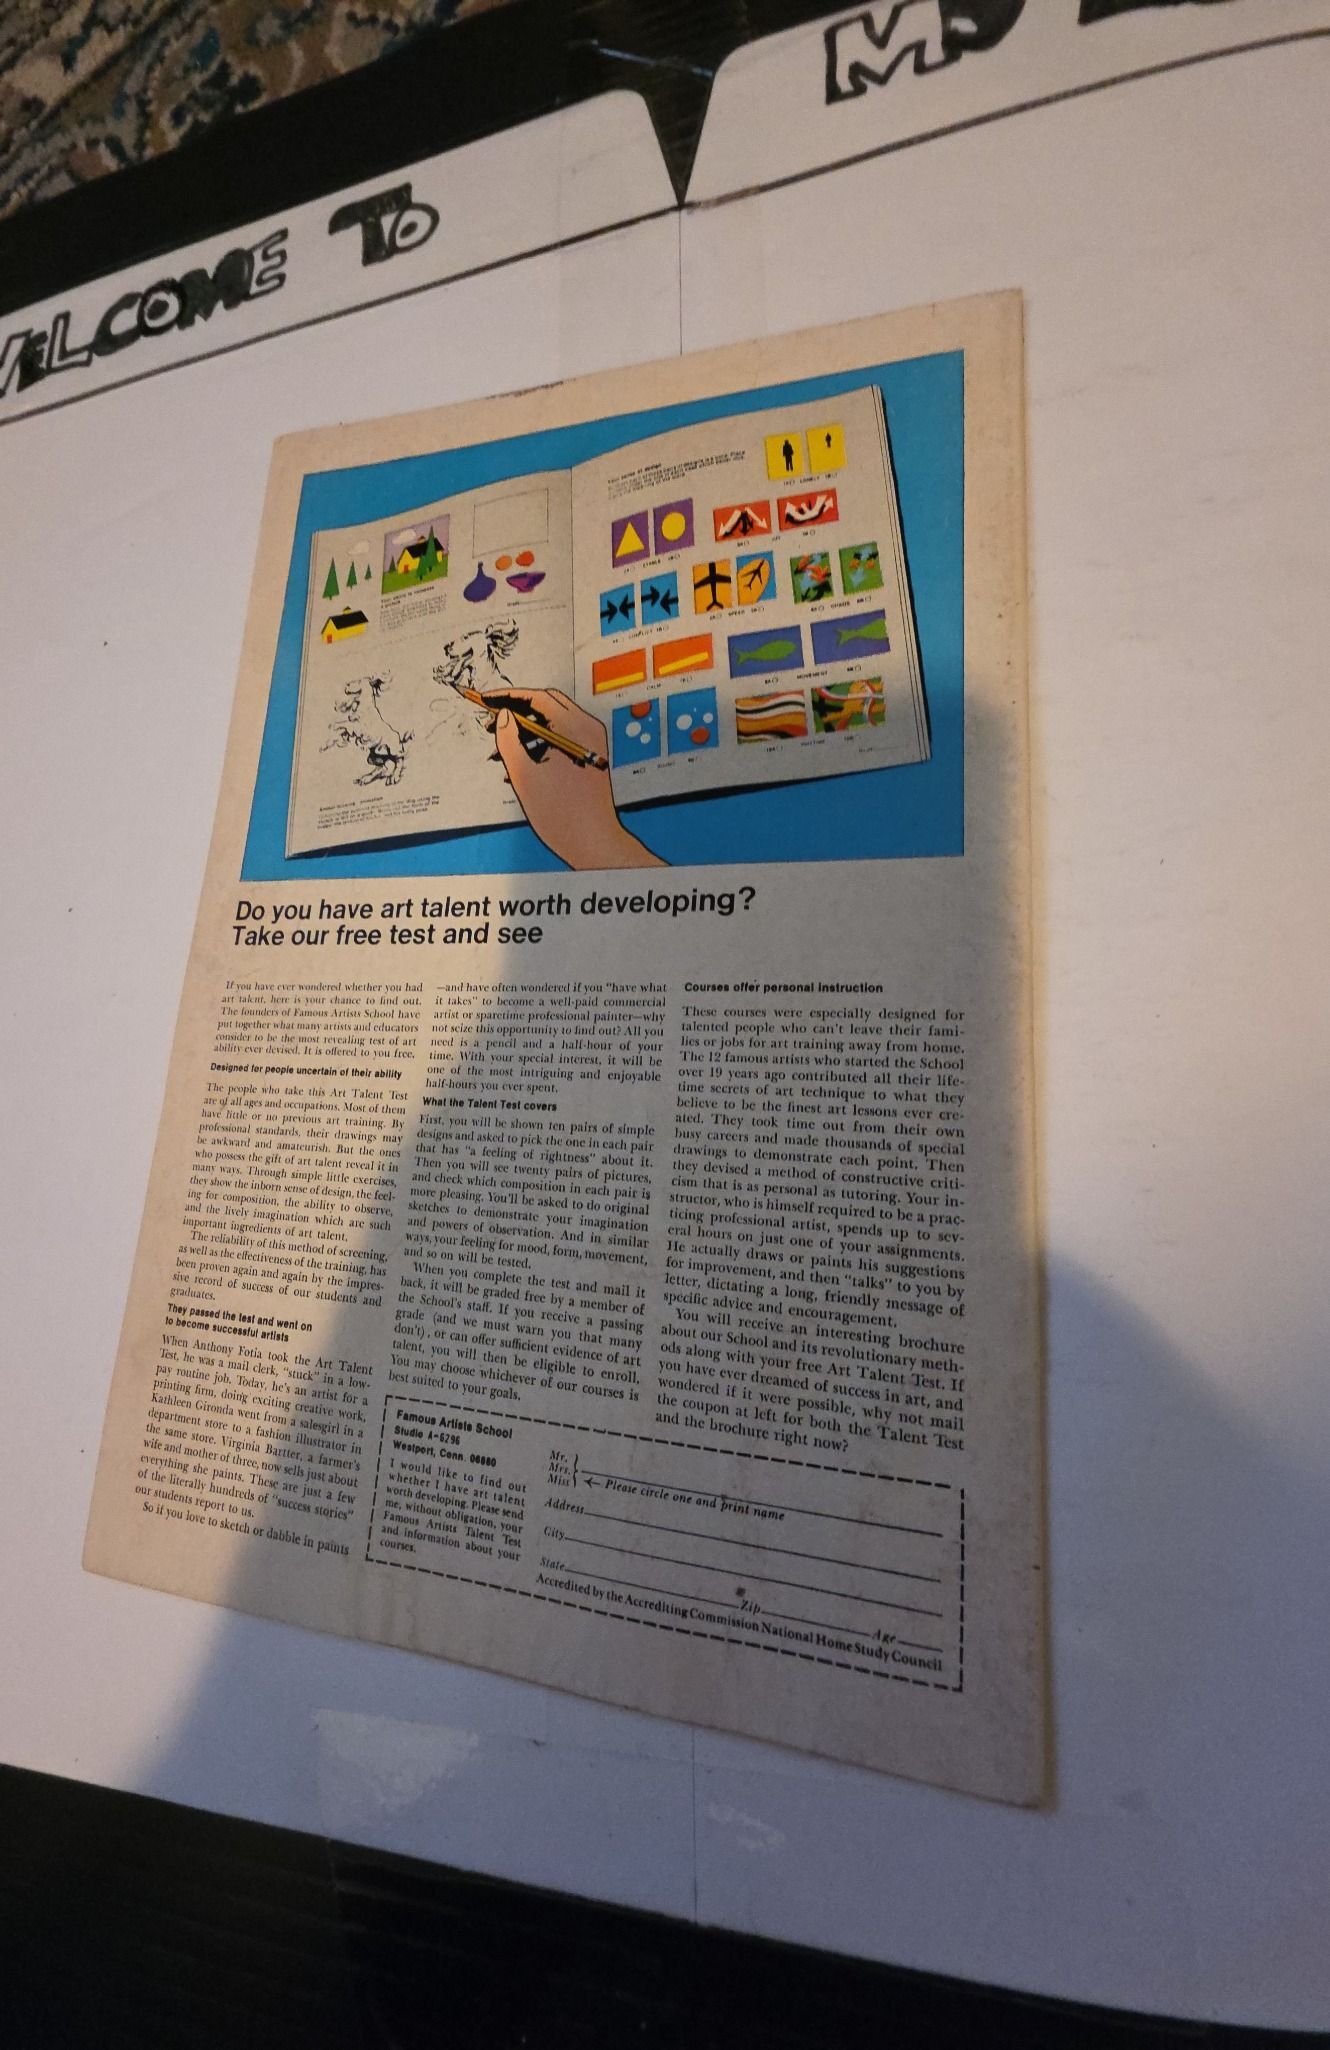 WELCOME TO
Do you have art talent worth developing?
Take our free test and see
If you have ever wondered whether you had
art talent, here is your chance to find out.
The founders of Famous Artists School have
put together what many artists and educators
consider to be the most revealing test of art
ability ever devised. It is offered to you free.
Designed for people uncertain of their ability
The people who take this Art Talent Test
are of all ages and occupations. Most of them
have little or no previous art training. By
professional standards, their drawings may
be awkward and amateurish. But the ones
who possess the gift of art talent reveal it in
many ways. Through simple little exercises,
they show the inborn sense of design, the feel-
ing for composition, the ability to observe,
and the lively imagination which are such
important ingredients of art talent.
The reliability of this method of screening,
as well as the effectiveness of the training, has
been proven again and again by the impres-
sive record of success of our students and
graduates.
They passed the test and went on
to become successful artists
When Anthony Fotia took the Art Talent
Test, he was a mail clerk, "stuck" in a low-
pay routine job. Today, he's an artist for a
printing firm, doing exciting creative work,
Kathleen Gironda went from a salesgirl in a
department store to a fashion illustrator in
the same store. Virginia Bartter, a farmer's
wife and mother of three, now sells just about
everything she paints. These are just a few
of the literally hundreds of "success stories"
our students report to us.
So if you love to sketch or dabble in paints
—and have often wondered if you "have what
it takes" to become a well-paid commercial
artist or sparetime professional painter—why
not seize this opportunity to find out? All you
need is a pencil and a half-hour of your
time. With your special interest, it will be
one of the most intriguing and enjoyable
half-hours you ever spent.
What the Talent Test covers
First, you will be shown ten pairs of simple
designs and asked to pick the one in each pair
that has "a feeling of rightness" about it.
Then you will see twenty pairs of pictures,
and check which composition in each pair is
more pleasing. You'll be asked to do original
sketches to demonstrate your imagination
and powers of observation. And in similar
ways, your feeling for mood, form, movement,
and so on will be tested.
When you complete the test and mail it
back, it will be graded free by a member of
the School's staff. If you receive a passing
grade (and we must warn you that many
don't), or can offer sufficient evidence of art
talent, you will then be eligible to enroll.
You may choose whichever of our courses is
best suited to your goals.
Courses offer personal instruction
These courses were especially designed for
talented people who can't leave their fami-
lies or jobs for art training away from home.
The 12 famous artists who started the School
over 19 years ago contributed all their life-
time secrets of art technique to what they
believe to be the finest art lessons ever cre-
ated. They took time out from their own
busy careers and made thousands of special
drawings to demonstrate each point. Then
they devised a method of constructive criti-
cism that is as personal as tutoring. Your in-
structor, who is himself required to be a prac-
ticing professional artist, spends up to sev-
eral hours on just one of your assignments.
He actually draws or paints his suggestions
for improvement, and then "talks" to you by
letter, dictating a long, friendly message of
specific advice and encouragement.
You will receive an interesting brochure
about our School and its revolutionary meth-
ods along with your free Art Talent Test. If
you have ever dreamed of success in art, and
wondered if it were possible, why not mail
the coupon at left for both the Talent Test
and the brochure right now?
Famous Artists School
Studio A-6296
Westport, Conn. 06880
I would like to find out
whether I have art talent
worth developing. Please send
me, without obligation, your
Famous Artists Talent Test
and information about your
courses.
Mr.
Mrs.
Miss
Please circle one and print name
Address
City
State
Zip
Age
Accredited by the Accrediting Commission National Home Study Council